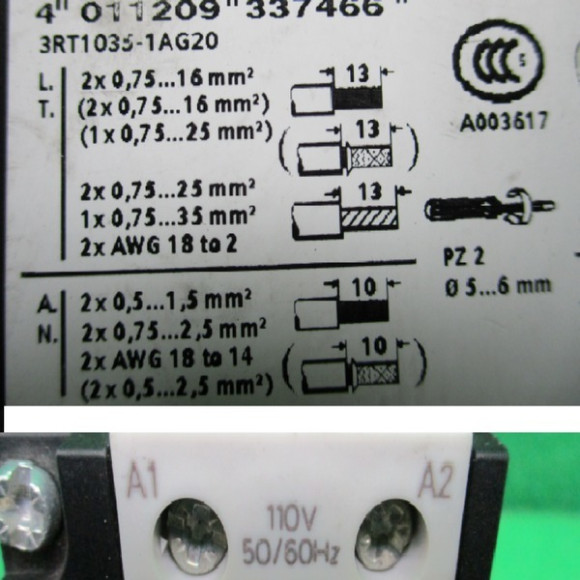 4" 011209"337466"
3RT1035-1AG20
L. 2x 0,75...16 mm²
T. (2x 0,75...16 mm²)
(1x 0,75...25 mm²)
13
13
2x 0,75...25 mm²
1x 0,75...35 mm²
2x AWG 18 to 2
13
CCC S
A003617
PZ 2
Ø 5...6 mm
A. 2x 0,5...1,5 mm²
N. 2x 0,75...2,5 mm²
2x AWG 18 to 14
(2x 0,5...2,5 mm²)
10
10
A1
A2
110V
50/60Hz